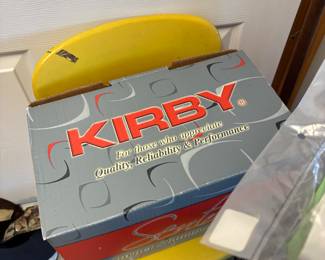 KIRBY®
For those who appreciate
Quality, Reliability & Performance